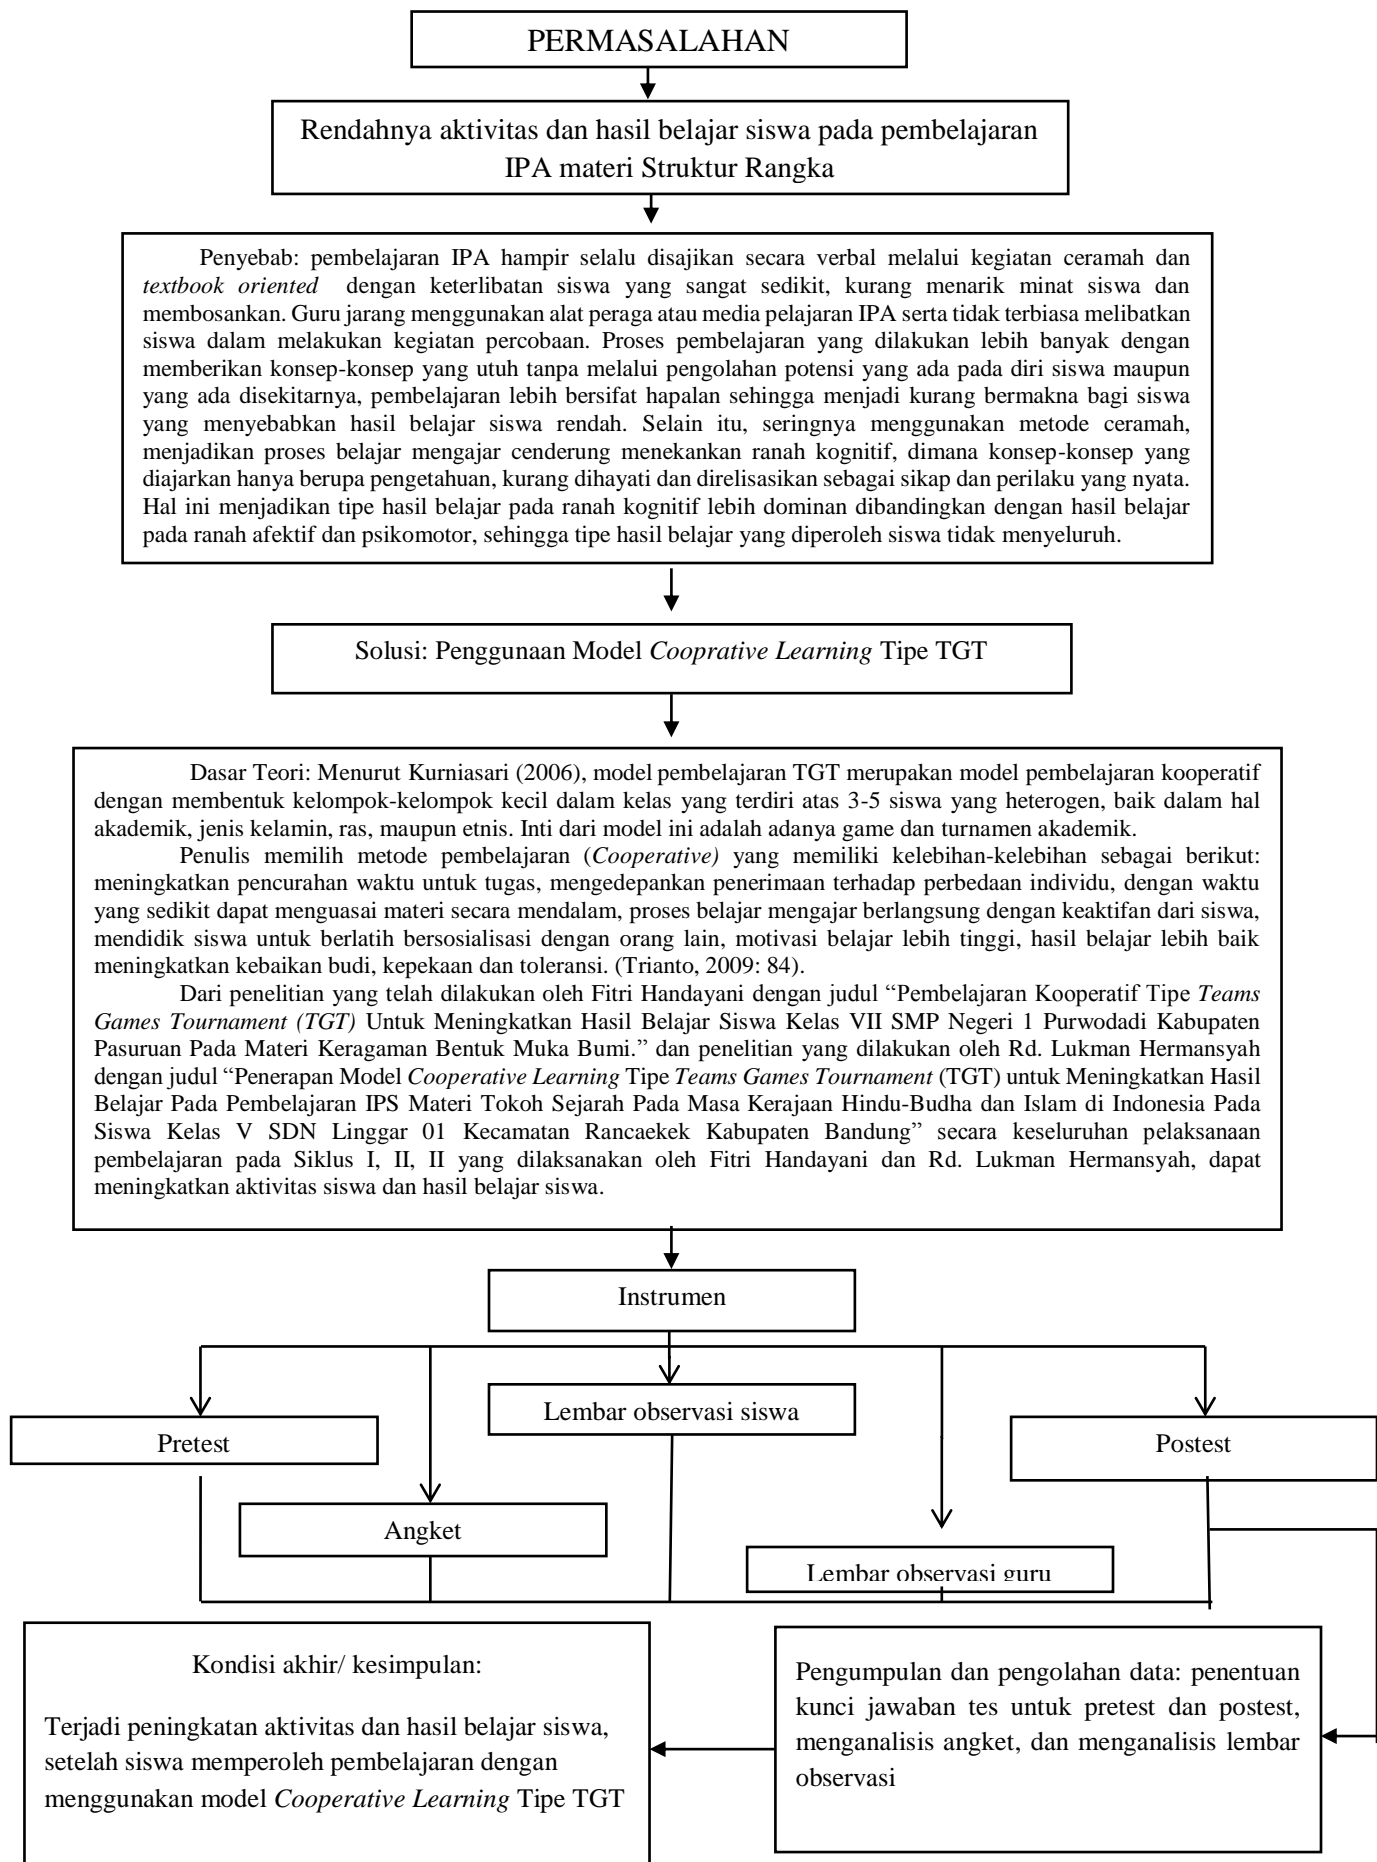 PERMASALAHAN
Rendahnya aktivitas dan hasil belajar siswa pada pembelajaran
IPA materi Struktur Rangka
Penyebab: pembelajaran IPA hampir selalu disajikan secara verbal melalui kegiatan ceramah dan
textbook oriented dengan keterlibatan siswa yang sangat sedikit, kurang menarik minat siswa dan
membosankan. Guru jarang menggunakan alat peraga atau media pelajaran IPA serta tidak terbiasa melibatkan
siswa dalam melakukan kegiatan percobaan. Proses pembelajaran yang dilakukan lebih banyak dengan
memberikan konsep-konsep yang utuh tanpa melalui pengolahan potensi yang ada pada diri siswa maupun
yang ada disekitarnya, pembelajaran lebih bersifat hapalan sehingga menjadi kurang bermakna bagi siswa
yang menyebabkan hasil belajar siswa rendah. Selain itu, seringnya menggunakan metode ceramah,
menjadikan proses belajar mengajar cenderung menekankan ranah kognitif, dimana konsep-konsep yang
diajarkan hanya berupa pengetahuan, kurang dihayati dan direlisasikan sebagai sikap dan perilaku yang nyata.
Hal ini menjadikan tipe hasil belajar pada ranah kognitif lebih dominan dibandingkan dengan hasil belajar
pada ranah afektif dan psikomotor, sehingga tipe hasil belajar yang diperoleh siswa tidak menyeluruh.
Solusi: Penggunaan Model Cooprative Learning Tipe TGT
Dasar Teori: Menurut Kurniasari (2006), model pembelajaran TGT merupakan model pembelajaran kooperatif
dengan membentuk kelompok-kelompok kecil dalam kelas yang terdiri atas 3-5 siswa yang heterogen, baik dalam hal
akademik, jenis kelamin, ras, maupun etnis. Inti dari model ini adalah adanya game dan turnamen akademik.
Penulis memilih metode pembelajaran (Cooperative) yang memiliki kelebihan-kelebihan sebagai berikut:
meningkatkan pencurahan waktu untuk tugas, mengedepankan penerimaan terhadap perbedaan individu, dengan waktu
yang sedikit dapat menguasai materi secara mendalam, proses belajar mengajar berlangsung dengan keaktifan dari siswa,
mendidik siswa untuk berlatih bersosialisasi dengan orang lain, motivasi belajar lebih tinggi, hasil belajar lebih baik
meningkatkan kebaikan budi, kepekaan dan toleransi. (Trianto, 2009: 84).
Dari penelitian yang telah dilakukan oleh Fitri Handayani dengan judul “Pembelajaran Kooperatif Tipe Teams
Games Tournament (TGT) Untuk Meningkatkan Hasil Belajar Siswa Kelas VII SMP Negeri 1 Purwodadi Kabupaten
Pasuruan Pada Materi Keragaman Bentuk Muka Bumi.” dan penelitian yang dilakukan oleh Rd. Lukman Hermansyah
dengan judul “Penerapan Model Cooperative Learning Tipe Teams Games Tournament (TGT) untuk Meningkatkan Hasil
Belajar Pada Pembelajaran IPS Materi Tokoh Sejarah Pada Masa Kerajaan Hindu-Budha dan Islam di Indonesia Pada
Siswa Kelas V SDN Linggar 01 Kecamatan Rancaekek Kabupaten Bandung” secara keseluruhan pelaksanaan
pembelajaran pada Siklus I, II, II yang dilaksanakan oleh Fitri Handayani dan Rd. Lukman Hermansyah, dapat
meningkatkan aktivitas siswa dan hasil belajar siswa.
Instrumen
Lembar observasi siswa
Pretest
Postest
Angket
Lembar observasi guru
Kondisi akhir/ kesimpulan:
Terjadi peningkatan aktivitas dan hasil belajar siswa,
setelah siswa memperoleh pembelajaran dengan
menggunakan model Cooperative Learning Tipe TGT
Pengumpulan dan pengolahan data: penentuan
kunci jawaban tes untuk pretest dan postest,
menganalisis angket, dan menganalisis lembar
observasi